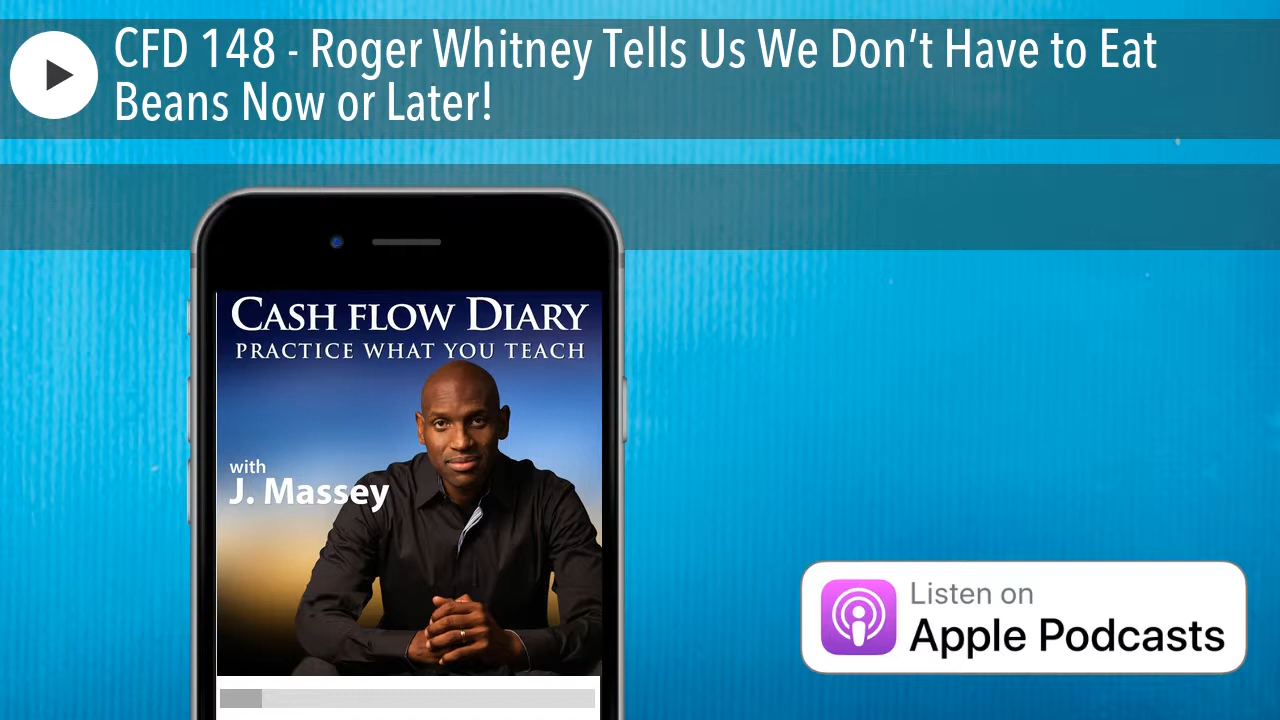 CFD 148 - Roger Whitney Tells Us We Don’t Have to Eat
Beans Now or Later!
CASH FLOW DIARY
PRACTICE WHAT YOU TEACH
with
J. Massey
Listen on
Apple Podcasts